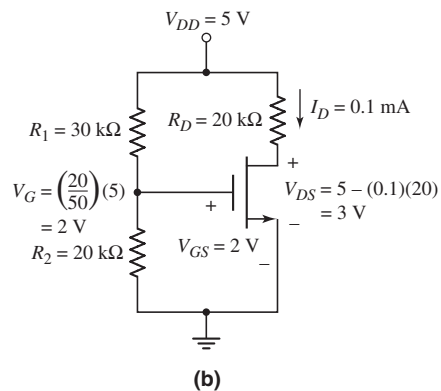 V_DD = 5 V
R_D = 20 kΩ
I_D = 0.1 mA
R_1 = 30 kΩ
+
V_G = (20/50)(5)
= 2 V
+
V_DS = 5 – (0.1)(20)
= 3 V
–
V_GS = 2 V
–
R_2 = 20 kΩ
(b)